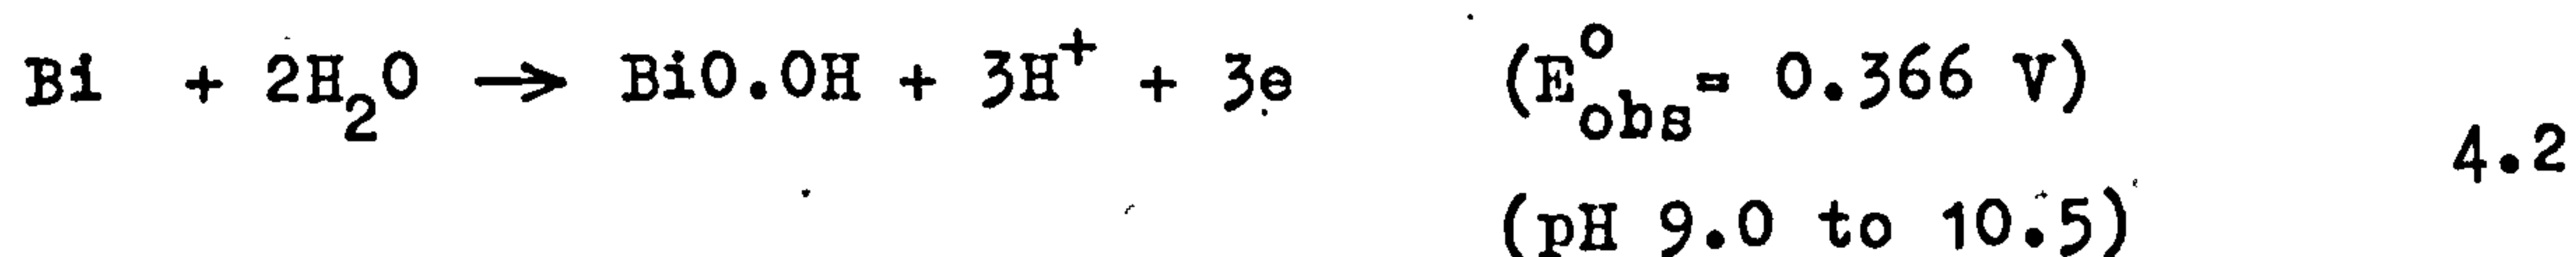 Bi + 2H₂O → BiO.OH + 3H⁺ + 3e (E°obs = 0.366 V)
4.2
(pH 9.0 to 10.5)